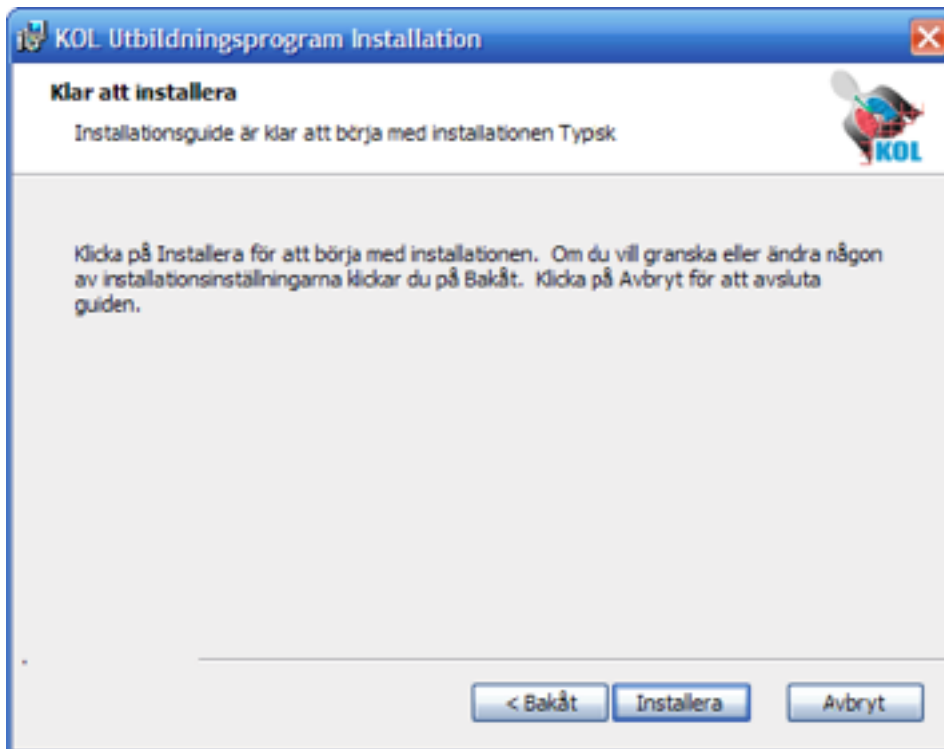 KOL Utbildningsprogram Installation
Klar att installera
Installationsguide är klar att börja med installationen Typsk
KOL
Klicka på Installera för att börja med installationen. Om du vill granska eller ändra någon
av installationsinställningarna klickar du på Bakåt. Klicka på Avbryt för att avsluta
guiden.
< Bakåt
Installera
Avbryt